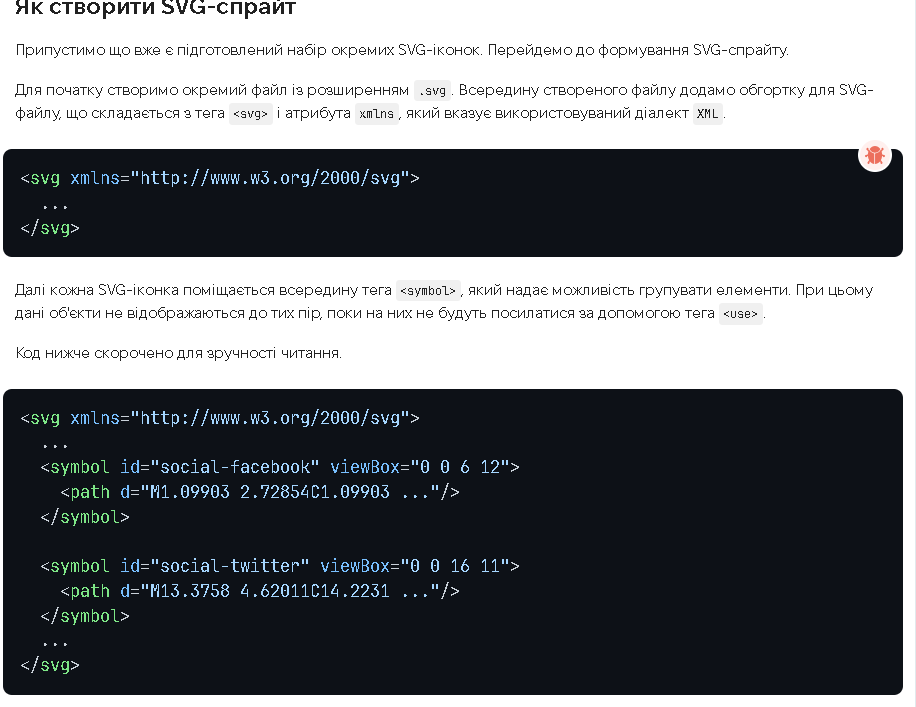 Як створити SVG-спрайт
Припустимо що вже є підготовлений набір окремих SVG-іконок. Перейдемо до формування SVG-спрайту.
Для початку створимо окремий файл із розширенням .svg. Всередину створеного файлу додамо обгортку для SVG-
файлу, що складається з тега <svg> і атрибута xmlns, який вказує використовуваний діалект XML.
<svg xmlns="http://www.w3.org/2000/svg">
  ...
</svg>
Далі кожна SVG-іконка поміщається всередину тега <symbol>, який надає можливість групувати елементи. При цьому
дані об'єкти не відображаються до тих пір, поки на них не будуть посилатися за допомогою тега <use>.
Код нижче скорочено для зручності читання.
<svg xmlns="http://www.w3.org/2000/svg">
  ...
  <symbol id="social-facebook" viewBox="0 0 6 12">
    <path d="M1.09903 2.72854C1.09903 ..."/>
  </symbol>
  <symbol id="social-twitter" viewBox="0 0 16 11">
    <path d="M13.3758 4.62011C14.2231 ..."/>
  </symbol>
  ...
</svg>